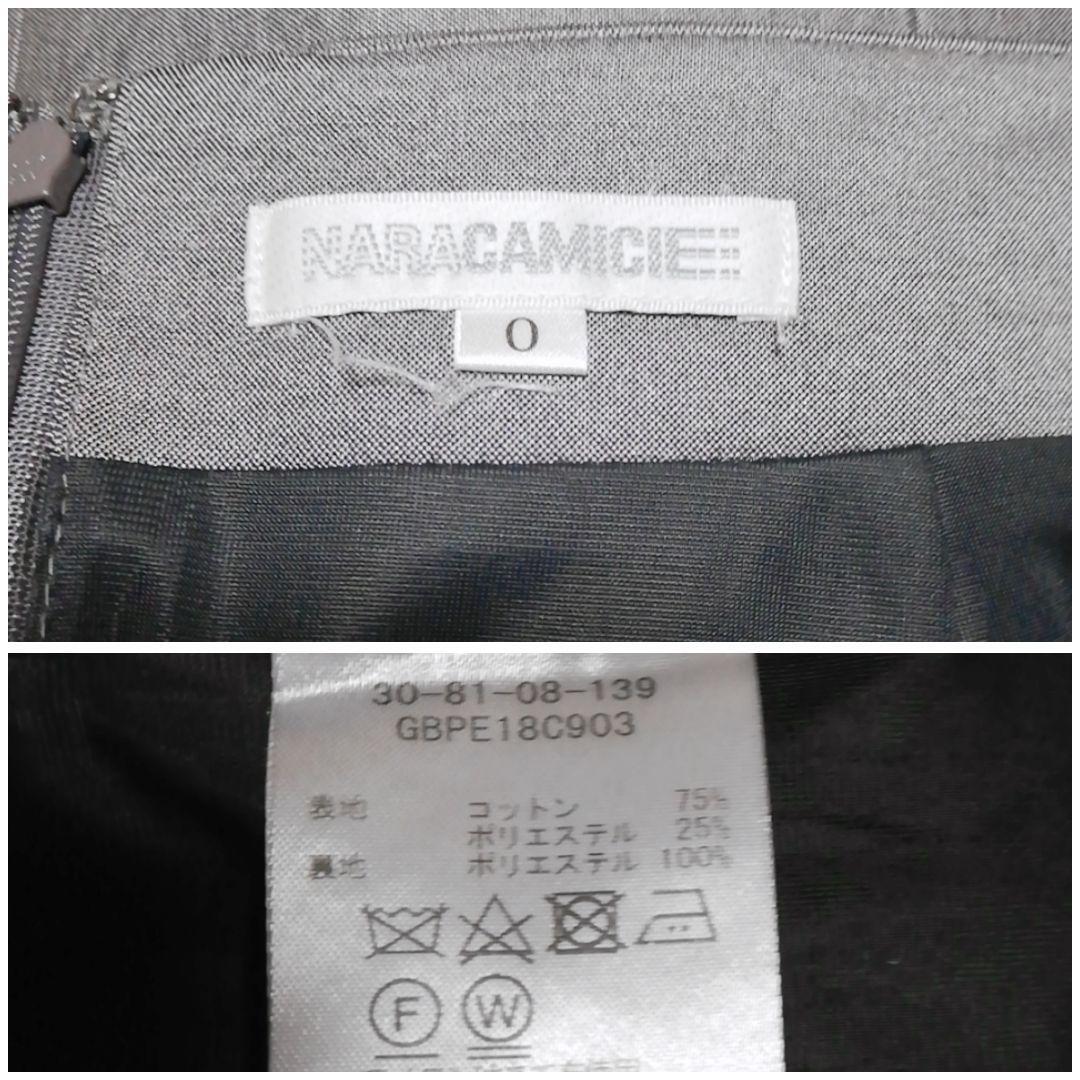 NARACAMICIE
0
30-81-08-139
GBPE18C903
表地 コットン 75%
ポリエステル 25%
裏地 ポリエステル 100%
F W